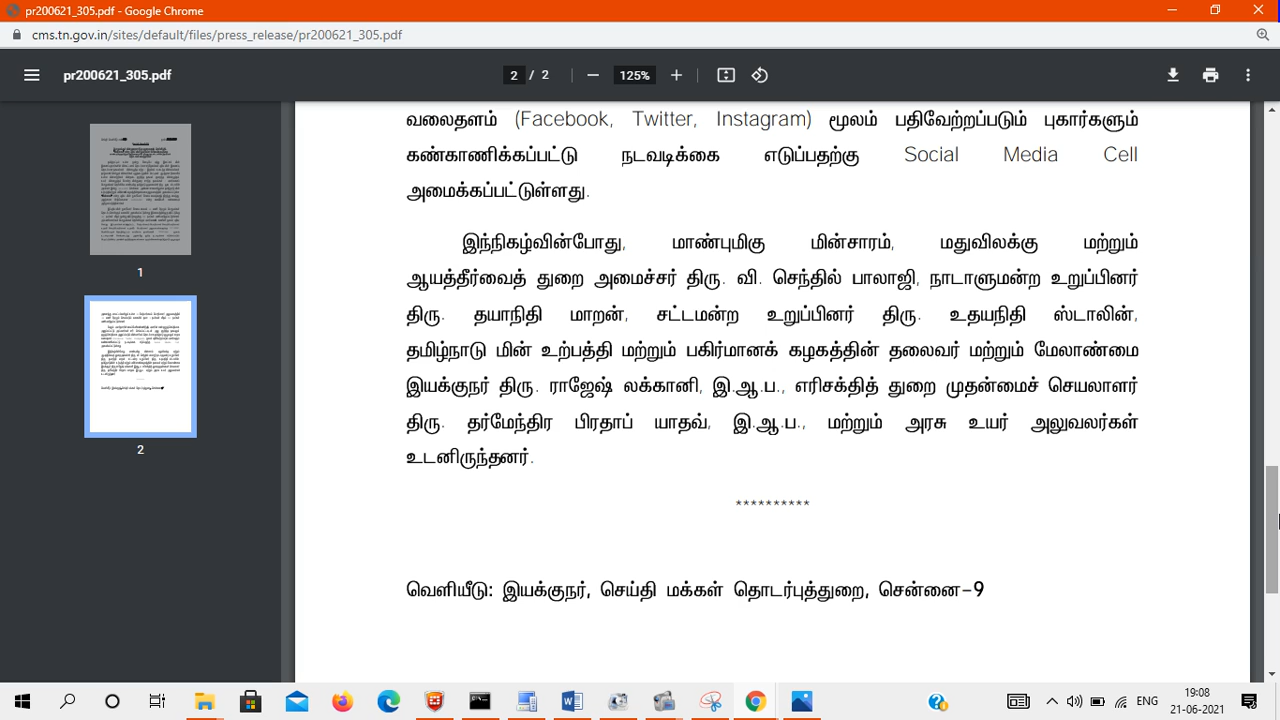 pr200621_305.pdf - Google Chrome
cms.tn.gov.in/sites/default/files/press_release/pr200621_305.pdf
pr200621_305.pdf
2 / 2
125%
வலைதளம் (Facebook, Twitter, Instagram) மூலம் பதிவேற்றப்படும் புகார்களும்
கண்காணிக்கப்பட்டு நடவடிக்கை எடுப்பதற்கு Social Media Cell
அமைக்கப்பட்டுள்ளது.
இந்நிகழ்வின்போது, மாண்புமிகு மின்சாரம், மதுவிலக்கு மற்றும்
ஆயத்தீர்வைத் துறை அமைச்சர் திரு. வி. செந்தில் பாலாஜி, நாடாளுமன்ற உறுப்பினர்
திரு. தயாநிதி மாறன், சட்டமன்ற உறுப்பினர் திரு. உதயநிதி ஸ்டாலின்,
தமிழ்நாடு மின் உற்பத்தி மற்றும் பகிர்மானக் கழகத்தின் தலைவர் மற்றும் மேலாண்மை
இயக்குநர் திரு. ராஜேஷ் லக்கானி, இ.ஆ.ப., எரிசக்தித் துறை முதன்மைச் செயலாளர்
திரு. தர்மேந்திர பிரதாப் யாதவ், இ.ஆ.ப., மற்றும் அரசு உயர் அலுவலர்கள்
உடனிருந்தனர்.
**********
வெளியீடு: இயக்குநர், செய்தி மக்கள் தொடர்புத்துறை, சென்னை-9
1
2
ENG
19:08
21-06-2021